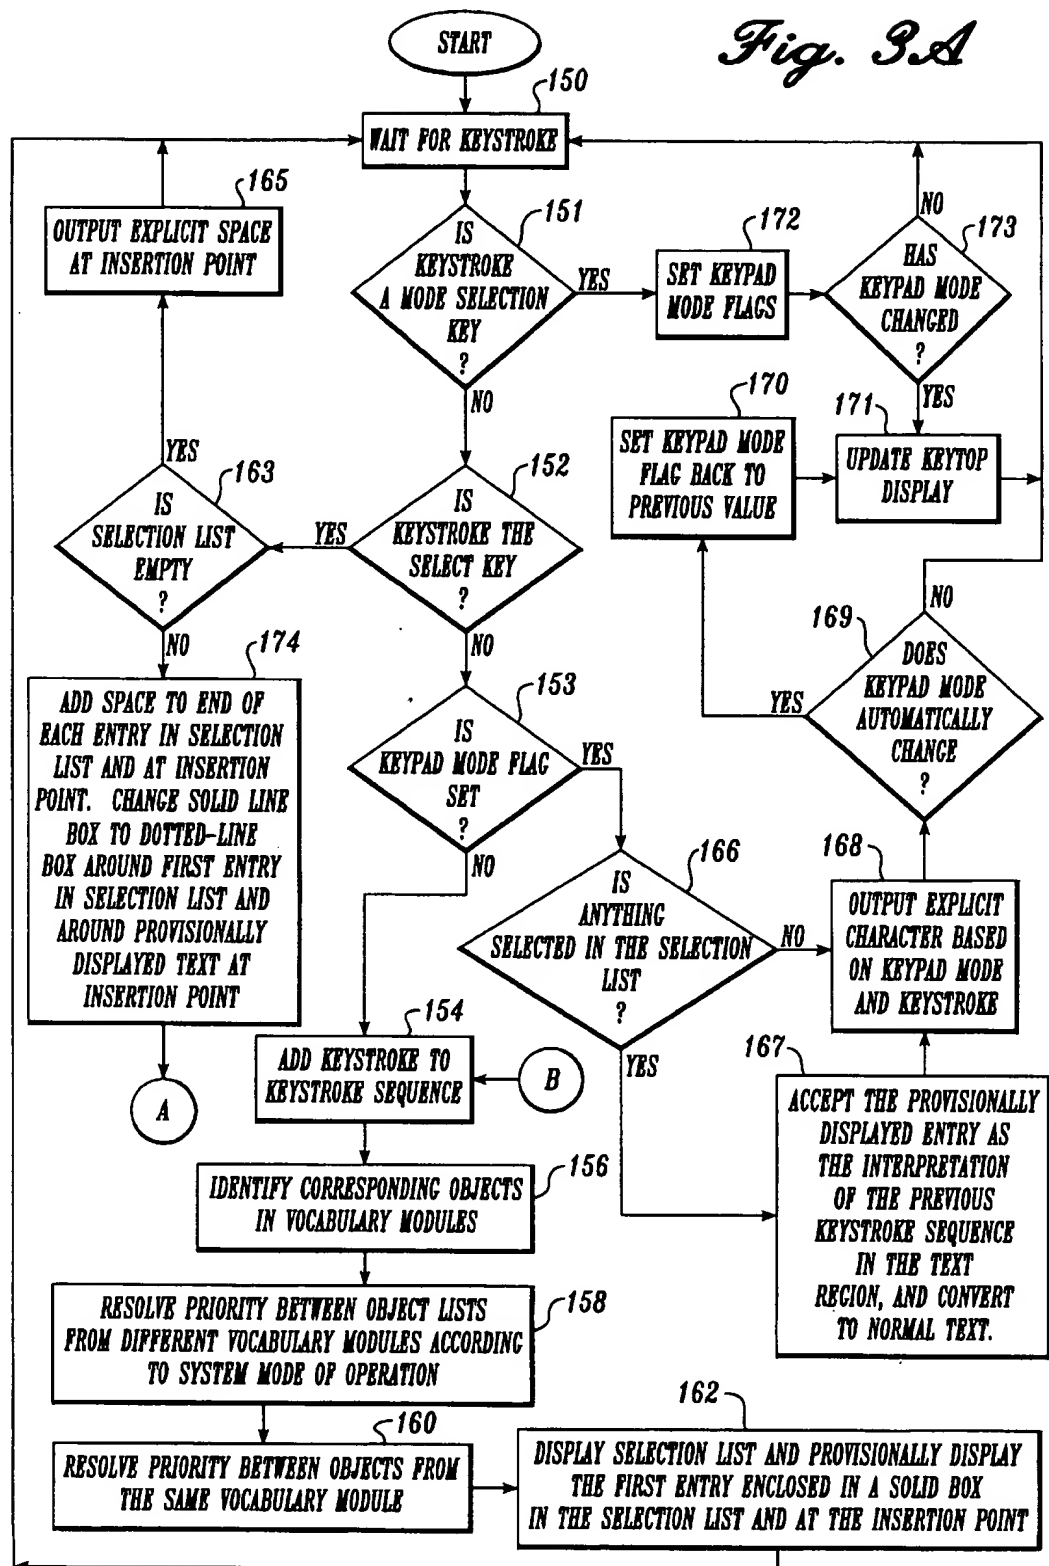 Fig. 3A
START
150
WAIT FOR KEYSTROKE
165
OUTPUT EXPLICIT SPACE
AT INSERTION POINT
151
IS
KEYSTROKE
A MODE SELECTION
KEY
?
YES
NO
172
SET KEYPAD
MODE FLAGS
NO
173
HAS
KEYPAD MODE
CHANGED
?
YES
170
SET KEYPAD MODE
FLAG BACK TO
PREVIOUS VALUE
171
UPDATE KEYTOP
DISPLAY
YES
163
IS
SELECTION LIST
EMPTY
?
NO
YES
152
IS
KEYSTROKE THE
SELECT KEY
?
NO
NO
169
DOES
KEYPAD MODE
AUTOMATICALLY
CHANGE
?
YES
174
ADD SPACE TO END OF
EACH ENTRY IN SELECTION
LIST AND AT INSERTION
POINT. CHANGE SOLID LINE
BOX TO DOTTED-LINE
BOX AROUND FIRST ENTRY
IN SELECTION LIST AND
AROUND PROVISIONALLY
DISPLAYED TEXT AT
INSERTION POINT
A
153
IS
KEYPAD MODE FLAG
SET
?
YES
NO
166
IS
ANYTHING
SELECTED IN THE SELECTION
LIST
?
NO
YES
168
OUTPUT EXPLICIT
CHARACTER BASED
ON KEYPAD MODE
AND KEYSTROKE
154
ADD KEYSTROKE TO
KEYSTROKE SEQUENCE
B
167
ACCEPT THE PROVISIONALLY
DISPLAYED ENTRY AS
THE INTERPRETATION
OF THE PREVIOUS
KEYSTROKE SEQUENCE
IN THE TEXT
REGION, AND CONVERT
TO NORMAL TEXT.
156
IDENTIFY CORRESPONDING OBJECTS
IN VOCABULARY MODULES
158
RESOLVE PRIORITY BETWEEN OBJECT LISTS
FROM DIFFERENT VOCABULARY MODULES ACCORDING
TO SYSTEM MODE OF OPERATION
160
RESOLVE PRIORITY BETWEEN OBJECTS FROM
THE SAME VOCABULARY MODULE
162
DISPLAY SELECTION LIST AND PROVISIONALLY DISPLAY
THE FIRST ENTRY ENCLOSED IN A SOLID BOX
IN THE SELECTION LIST AND AT THE INSERTION POINT